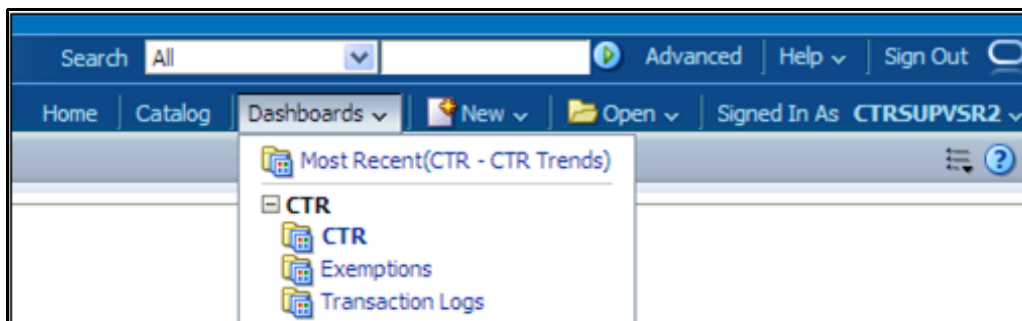 Search All Advanced Help Sign Out
Home Catalog Dashboards New Open Signed In As CTRSUPVSR2
Most Recent(CTR - CTR Trends)
CTR
CTR
Exemptions
Transaction Logs